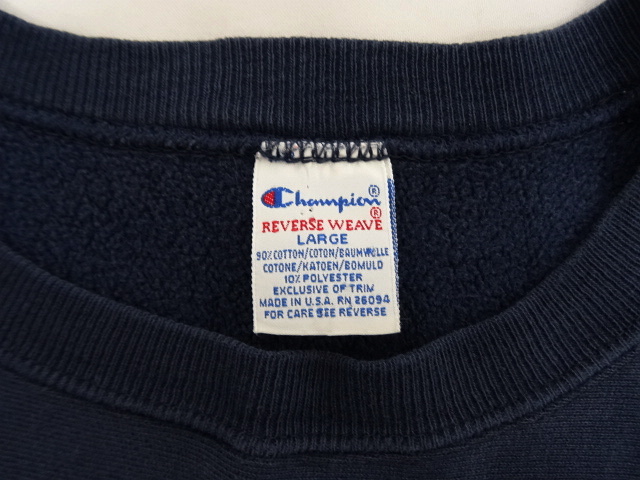 Champion®
REVERSE WEAVE®
LARGE
90% COTTON/COTON/BAUMWOLLE
COTONE/KATOEN/BOMULD
10% POLYESTER
EXCLUSIVE OF TRIM
MADE IN U.S.A. RN 26094
FOR CARE SEE REVERSE